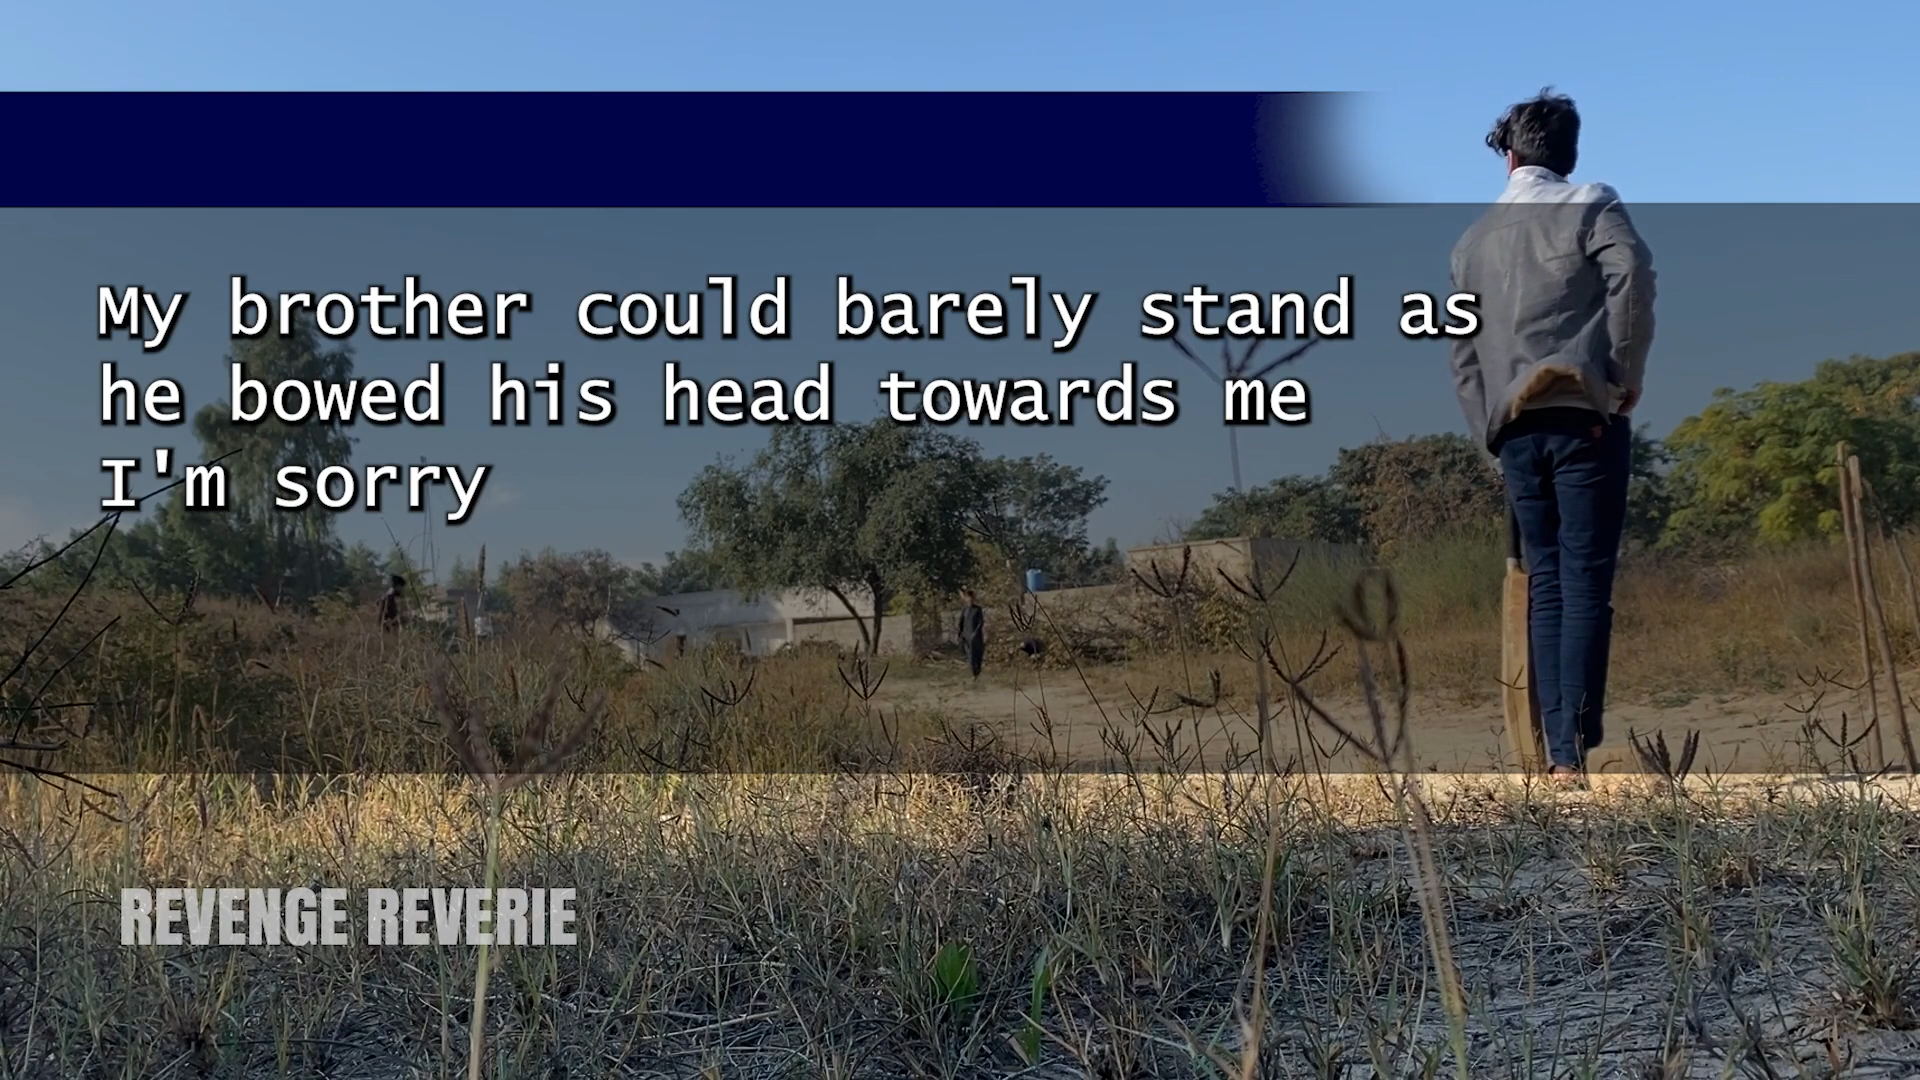 My brother could barely stand as
he bowed his head towards me
I'm sorry
REVENGE REVERIE